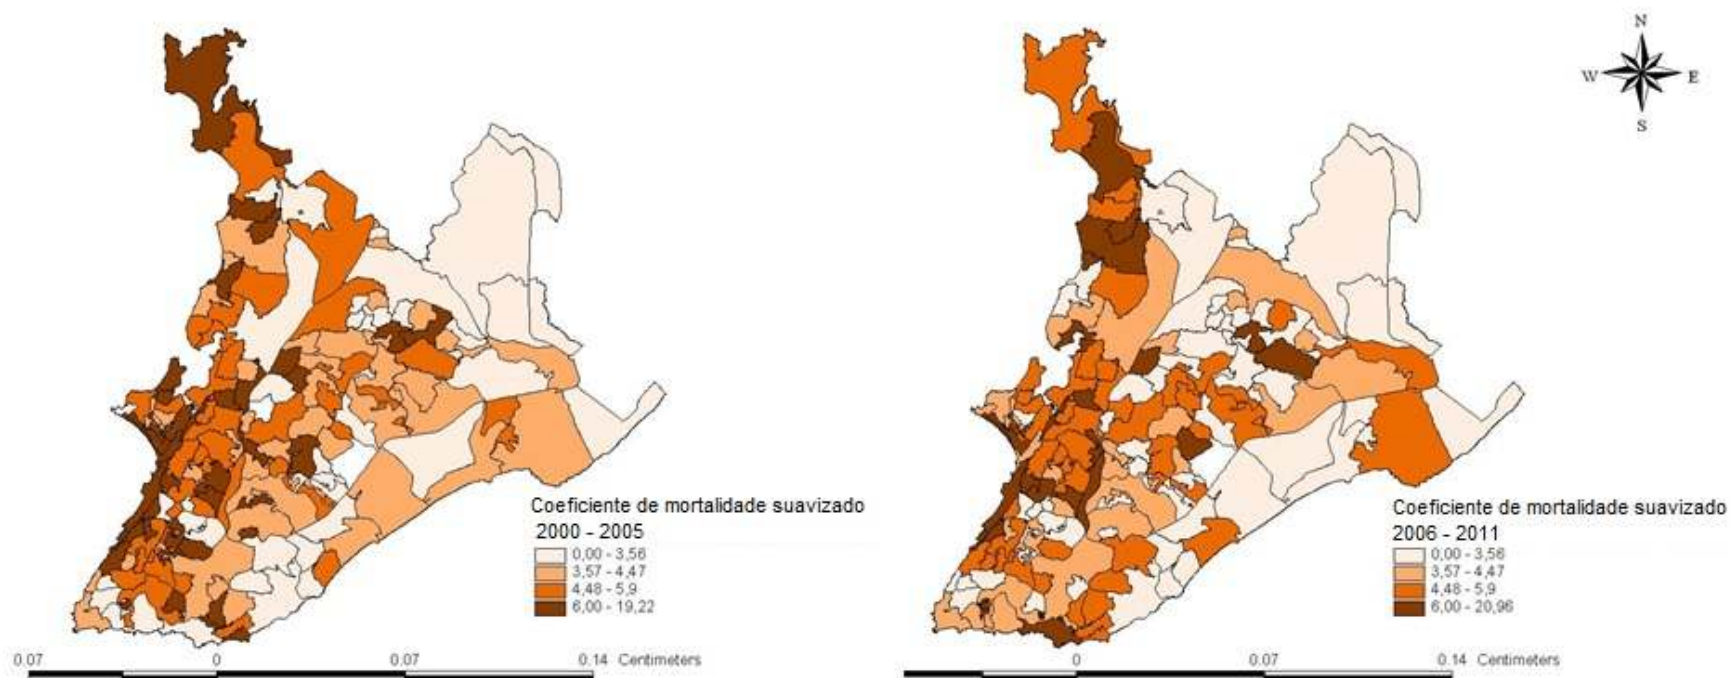 N
W E
S
Coeficiente de mortalidade suavizado
2000 - 2005
0,00 - 3,56
3,57 - 4,47
4,48 - 5,9
6,00 - 19,22
0.07 0 0.07 0.14 Centimeters
Coeficiente de mortalidade suavizado
2006 - 2011
0,00 - 3,56
3,57 - 4,47
4,48 - 5,9
6,00 - 20,96
0 0.07 0.14 Centimeters